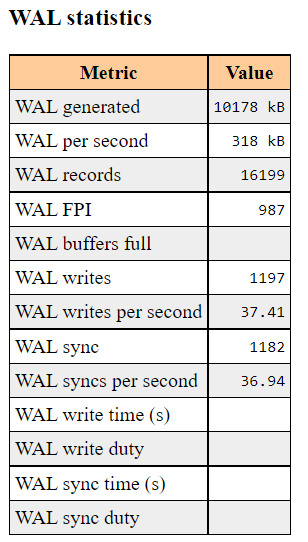 WAL statistics
Metric Value
WAL generated 10178 kB
WAL per second 318 kB
WAL records 16199
WAL FPI 987
WAL buffers full
WAL writes 1197
WAL writes per second 37.41
WAL sync 1182
WAL syncs per second 36.94
WAL write time (s)
WAL write duty
WAL sync time (s)
WAL sync duty